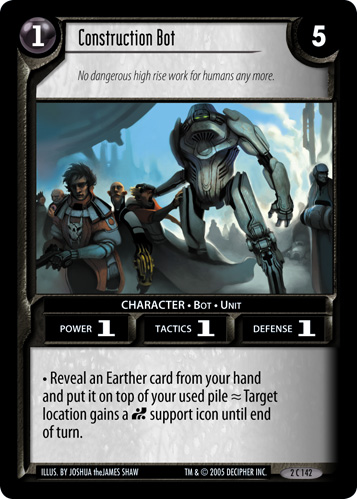 1 Construction Bot 5
No dangerous high rise work for humans any more.
CHARACTER • BOT • UNIT
POWER 1 TACTICS 1 DEFENSE 1
• Reveal an Earther card from your hand
and put it on top of your used pile ≈ Target
location gains a support icon until end
of turn.
ILLUS. BY JOSHUA theJAMES SHAW TM & © 2005 DECIPHER INC. 2 C 142